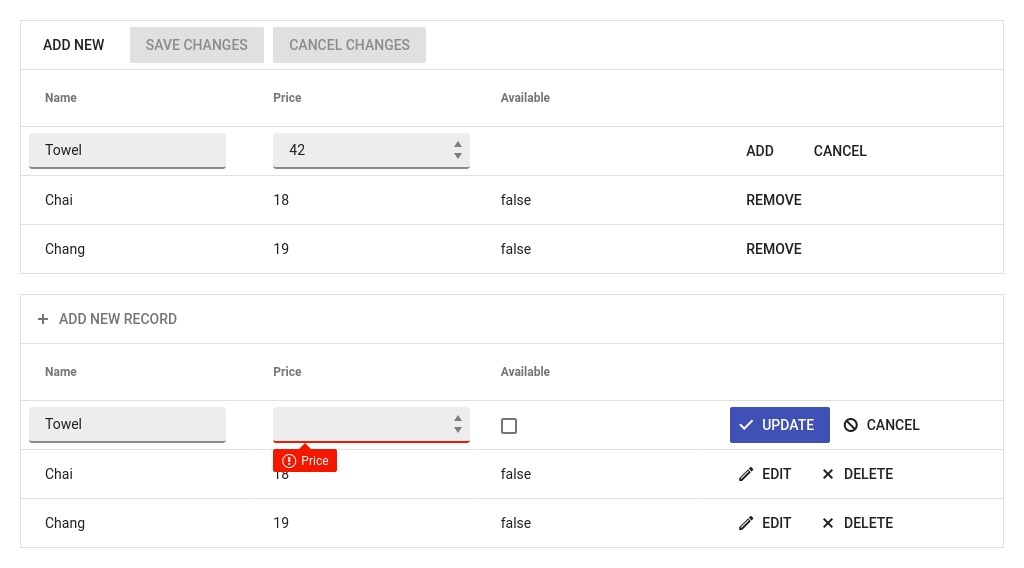 ADD NEW SAVE CHANGES CANCEL CHANGES
Name Price Available
Towel 42 ADD CANCEL
Chai 18 false REMOVE
Chang 19 false REMOVE
ADD NEW RECORD
Name Price Available
Towel UPDATE CANCEL
Price
Chai 18 false EDIT DELETE
Chang 19 false EDIT DELETE